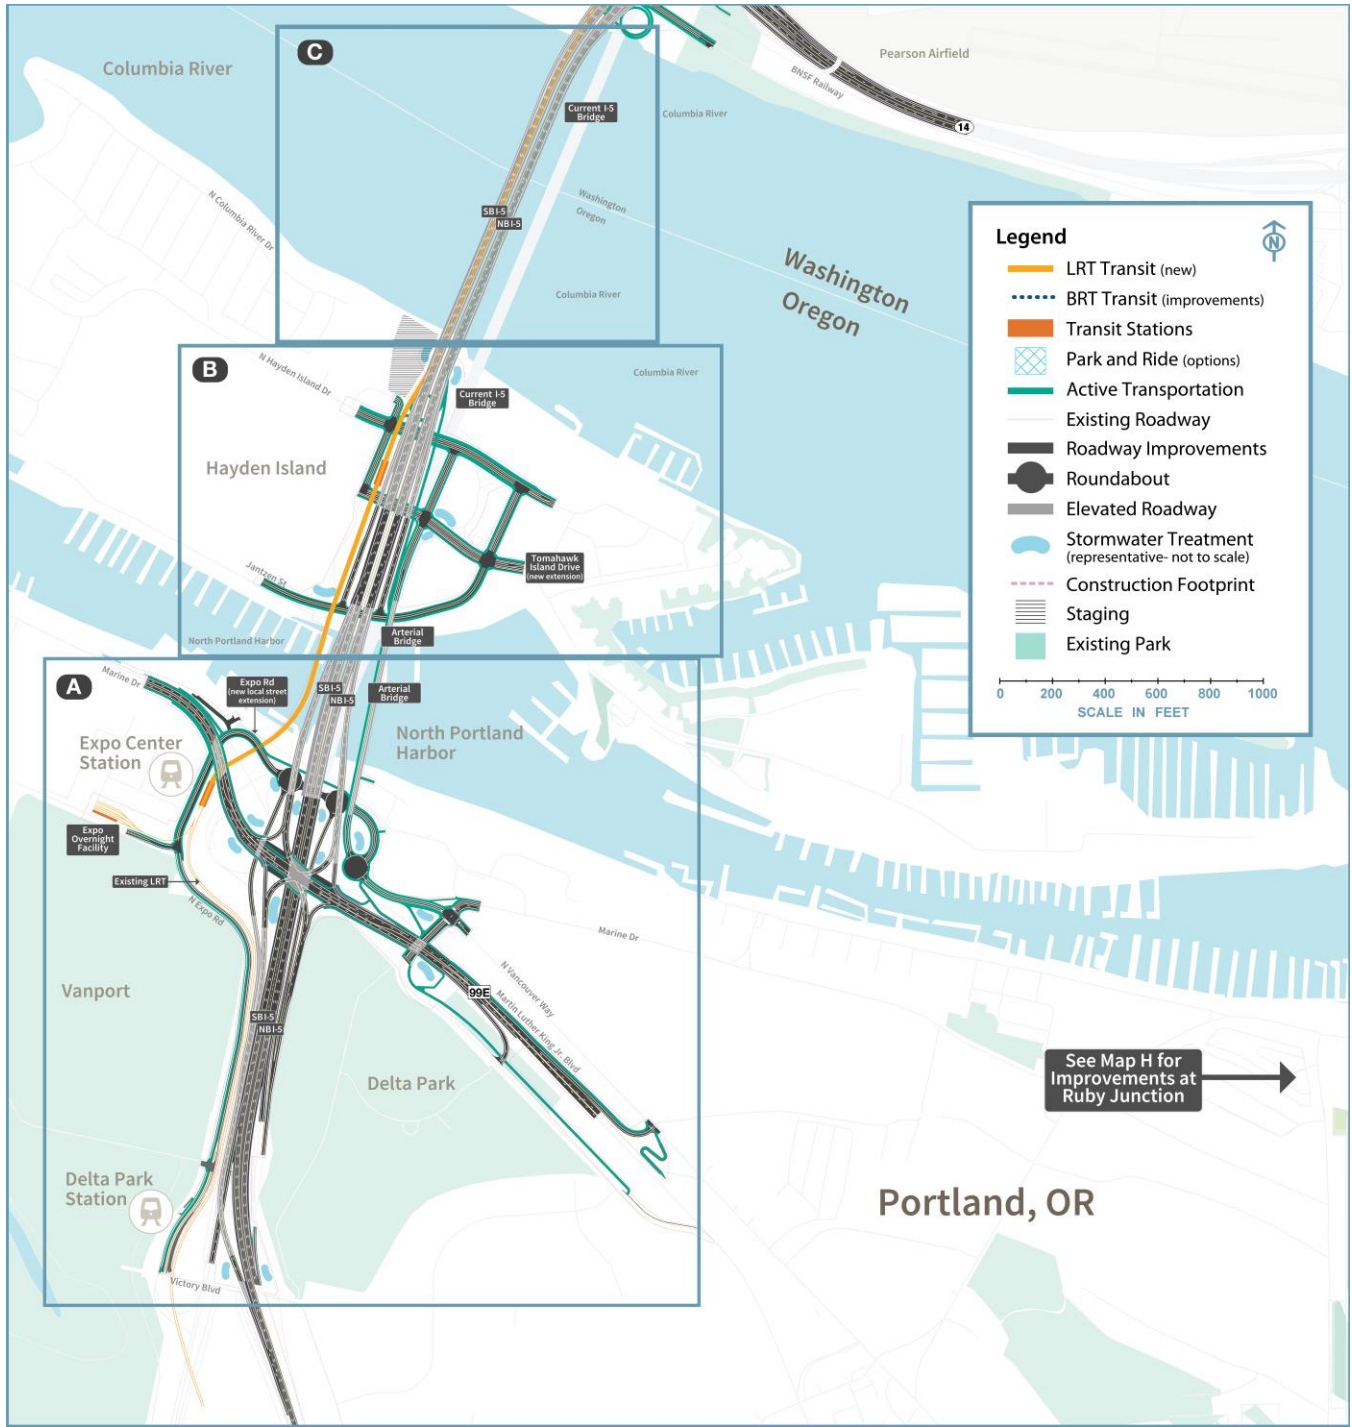 C
Columbia River
Pearson Airfield
BNSF Railway
14
Current I-5
Bridge
Columbia River
N Columbia River Dr
Washington
Oregon
SB I-5
NB I-5
Columbia River
Washington
Oregon
Legend
N
LRT Transit (new)
BRT Transit (improvements)
Transit Stations
Park and Ride (options)
Active Transportation
Existing Roadway
Roadway Improvements
Roundabout
Elevated Roadway
Stormwater Treatment
(representative- not to scale)
Construction Footprint
Staging
Existing Park
0 200 400 600 800 1000
SCALE IN FEET
B
N Hayden Island Dr
Columbia River
Current I-5
Bridge
Hayden Island
Jantzen St
Tomahawk
Island Drive
(new extension)
North Portland Harbor
Arterial
Bridge
A
Marine Dr
Expo Rd
(new local street
extension)
SB I-5
NB I-5
Arterial
Bridge
Expo Center
Station
North Portland
Harbor
Expo
Overnight
Facility
Existing LRT
N Expo Rd
Marine Dr
N Vancouver Way
Martin Luther King Jr. Blvd
99E
Vanport
SB I-5
NB I-5
Delta Park
See Map H for
Improvements at
Ruby Junction
Delta Park
Station
Portland, OR
Victory Blvd